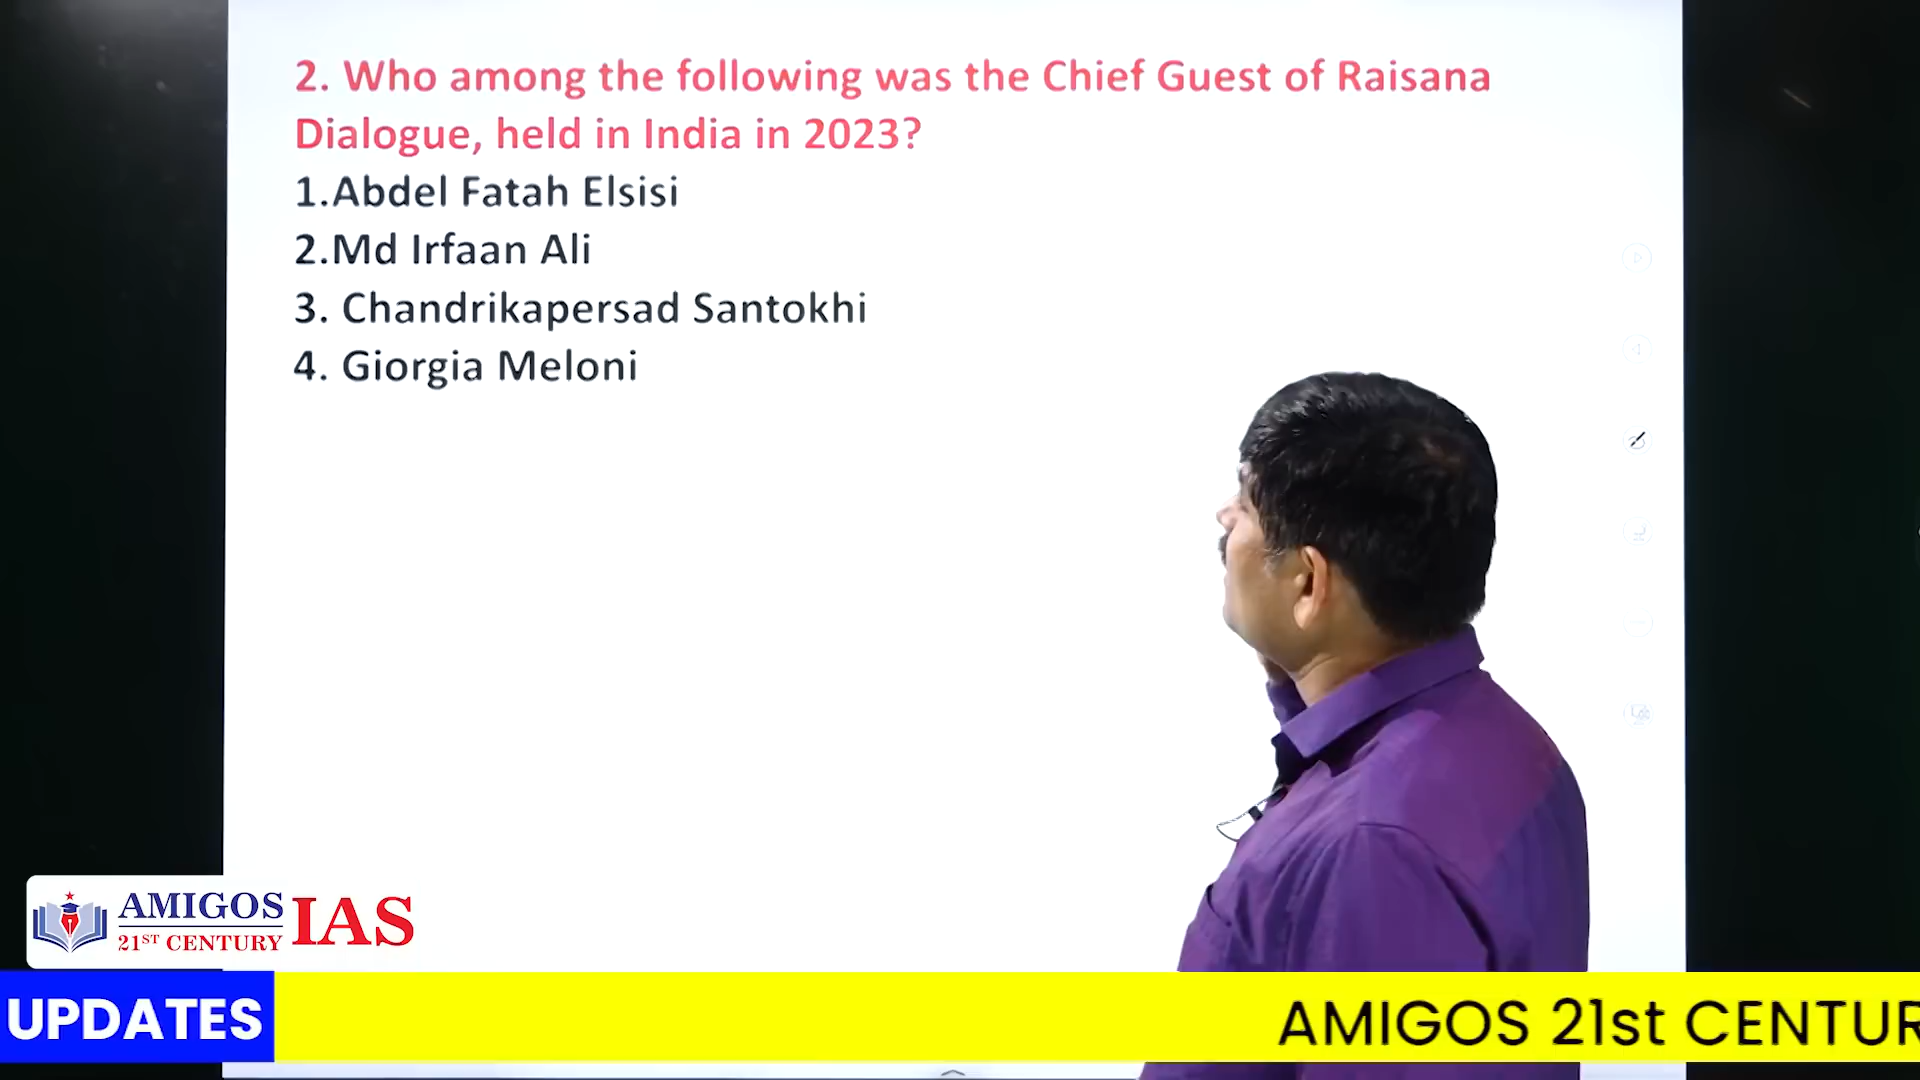 2. Who among the following was the Chief Guest of Raisana
Dialogue, held in India in 2023?
1.Abdel Fatah Elsisi
2.Md Irfaan Ali
3. Chandrikapersad Santokhi
4. Giorgia Meloni
AMIGOS
21ST CENTURY
IAS
UPDATES
AMIGOS 21st CENTUR